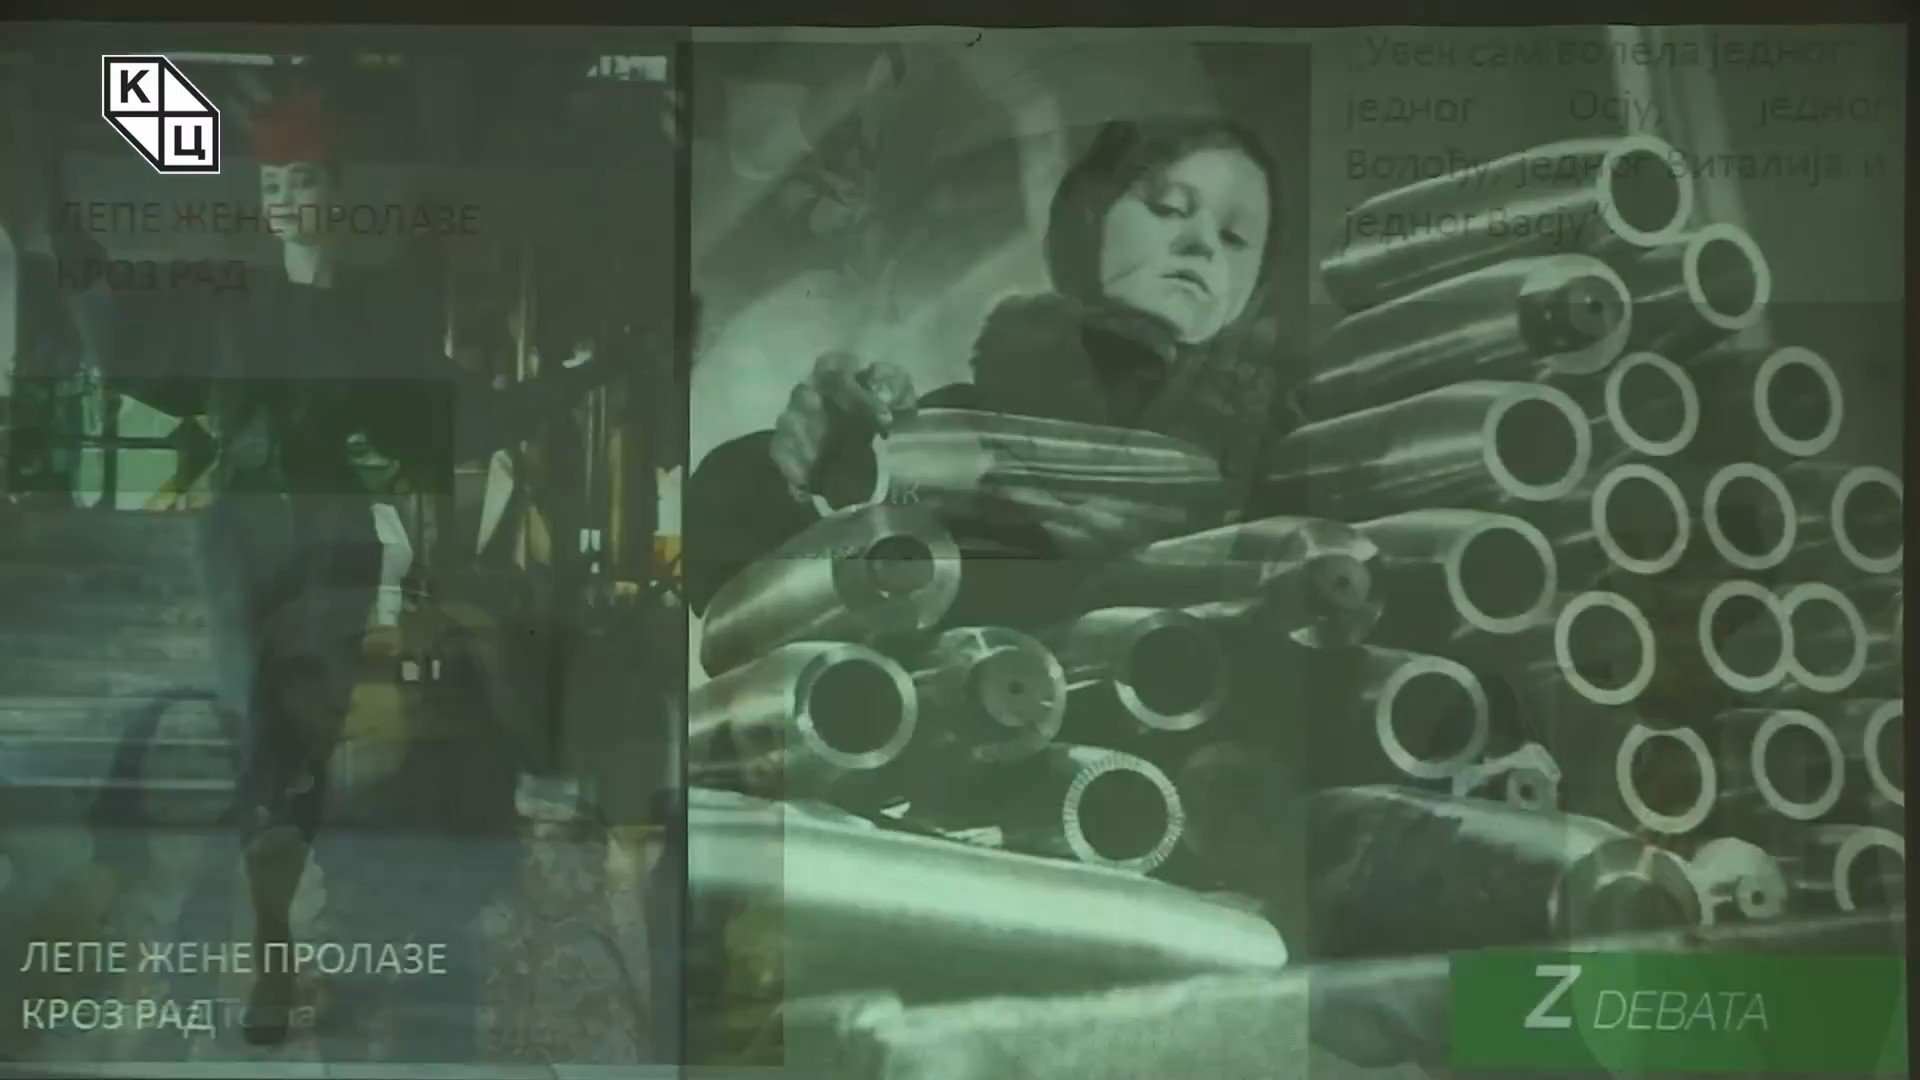 К
Ц
ЛЕПЕ ЖЕНЕ ПРОЛАЗЕ
КРОЗ РАД
„Увек сам волела једног
једног Осју, једног
Волођу, једног Виталија и
једног Васју“
ЛЕПЕ ЖЕНЕ ПРОЛАЗЕ
КРОЗ РАД
Z DEBATA